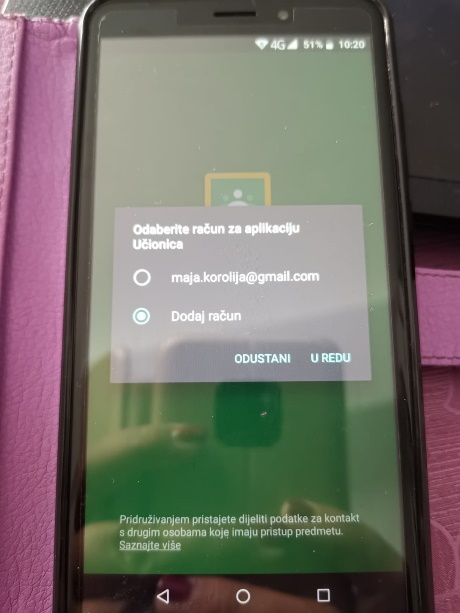 4G 51% 10:20
Odaberite račun za aplikaciju
Učionica
maja.korolija@gmail.com
Dodaj račun
ODUSTANI U REDU
Pridruživanjem pristajete dijeliti podatke za kontakt
s drugim osobama koje imaju pristup predmetu.
Saznajte više